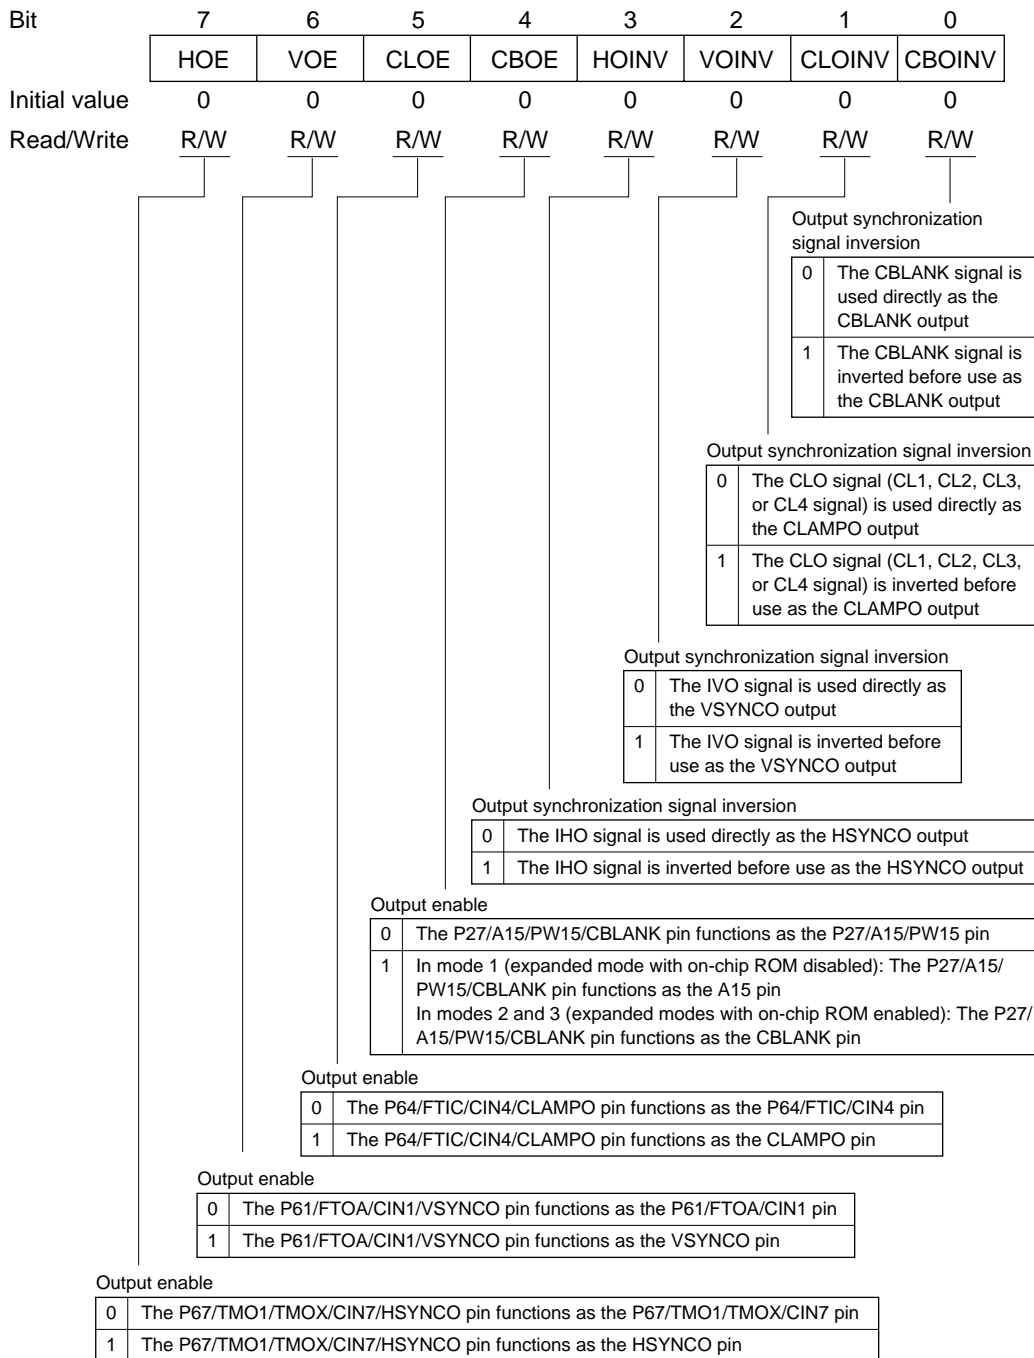 Bit 7 6 5 4 3 2 1 0
HOE VOE CLOE CBOE HOINV VOINV CLOINV CBOINV
Initial value 0 0 0 0 0 0 0 0
Read/Write R/W R/W R/W R/W R/W R/W R/W R/W
Output synchronization
signal inversion
0 The CBLANK signal is
used directly as the
CBLANK output
1 The CBLANK signal is
inverted before use as
the CBLANK output
Output synchronization signal inversion
0 The CLO signal (CL1, CL2, CL3,
or CL4 signal) is used directly as
the CLAMPO output
1 The CLO signal (CL1, CL2, CL3,
or CL4 signal) is inverted before
use as the CLAMPO output
Output synchronization signal inversion
0 The IVO signal is used directly as
the VSYNCO output
1 The IVO signal is inverted before
use as the VSYNCO output
Output synchronization signal inversion
0 The IHO signal is used directly as the HSYNCO output
1 The IHO signal is inverted before use as the HSYNCO output
Output enable
0 The P27/A15/PW15/CBLANK pin functions as the P27/A15/PW15 pin
1 In mode 1 (expanded mode with on-chip ROM disabled): The P27/A15/
PW15/CBLANK pin functions as the A15 pin
In modes 2 and 3 (expanded modes with on-chip ROM enabled): The P27/
A15/PW15/CBLANK pin functions as the CBLANK pin
Output enable
0 The P64/FTIC/CIN4/CLAMPO pin functions as the P64/FTIC/CIN4 pin
1 The P64/FTIC/CIN4/CLAMPO pin functions as the CLAMPO pin
Output enable
0 The P61/FTOA/CIN1/VSYNCO pin functions as the P61/FTOA/CIN1 pin
1 The P61/FTOA/CIN1/VSYNCO pin functions as the VSYNCO pin
Output enable
0 The P67/TMO1/TMOX/CIN7/HSYNCO pin functions as the P67/TMO1/TMOX/CIN7 pin
1 The P67/TMO1/TMOX/CIN7/HSYNCO pin functions as the HSYNCO pin